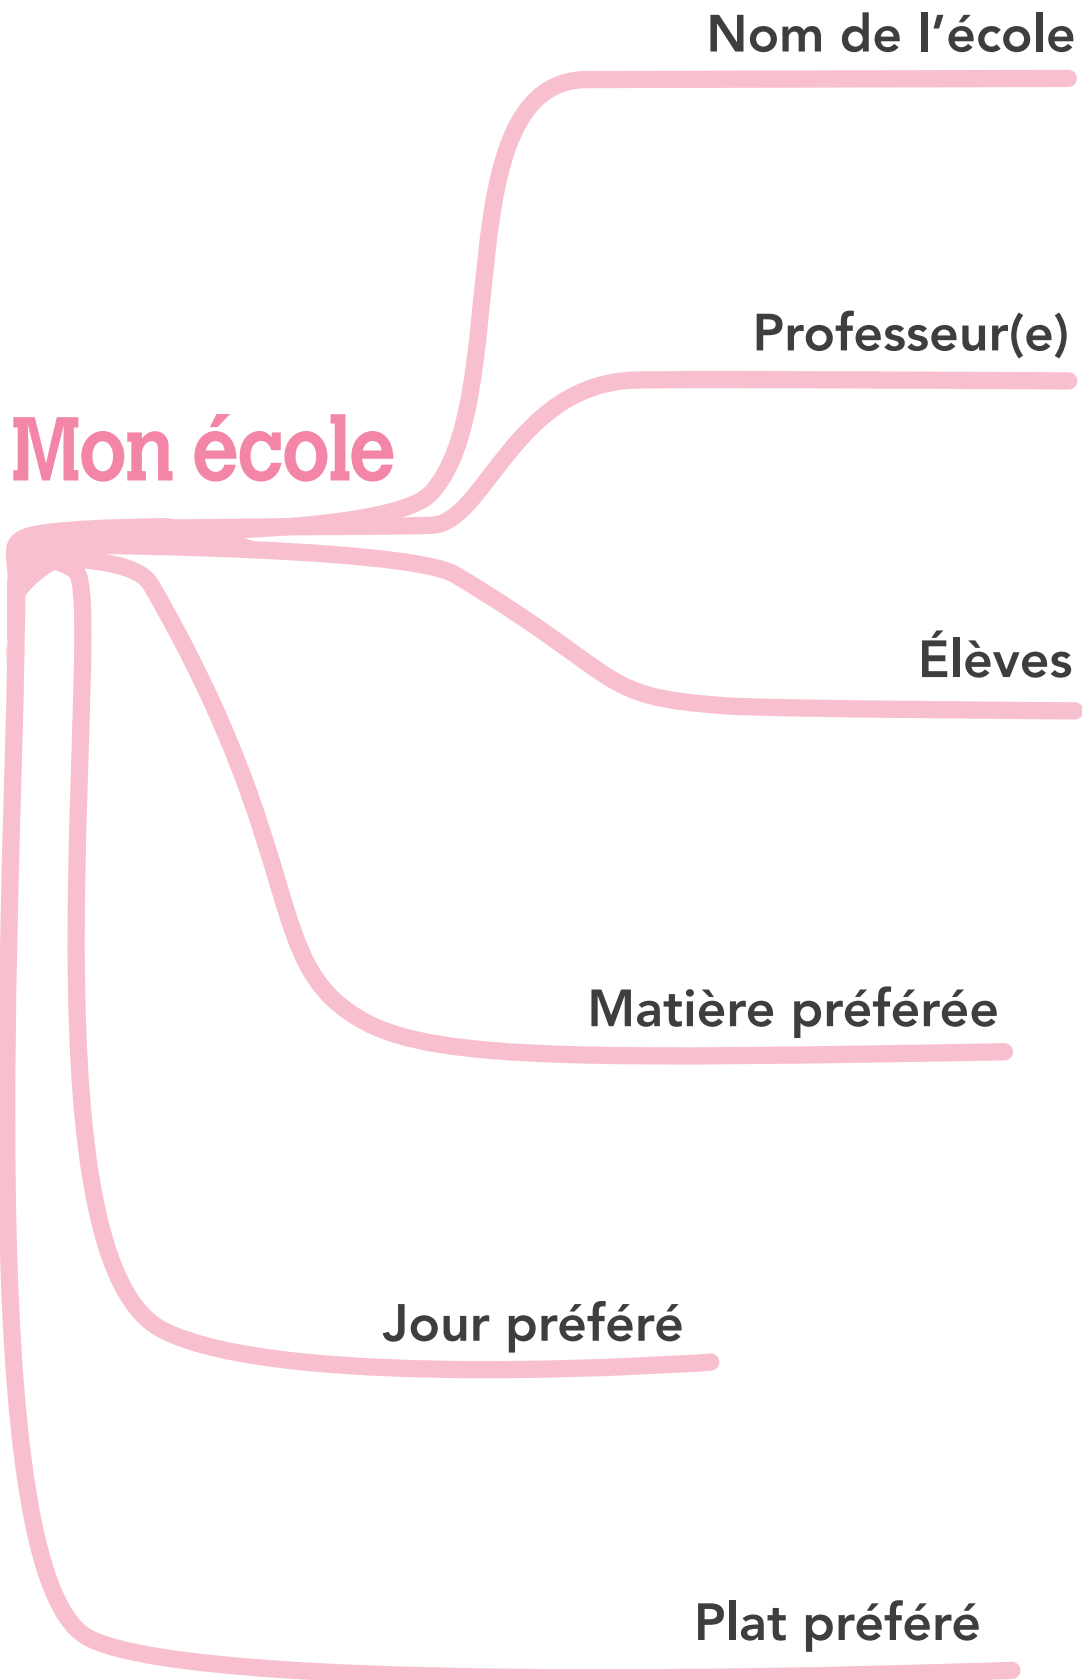 Nom de l'école
Professeur(e)
Mon école
Élèves
Matière préférée
Jour préféré
Plat préféré